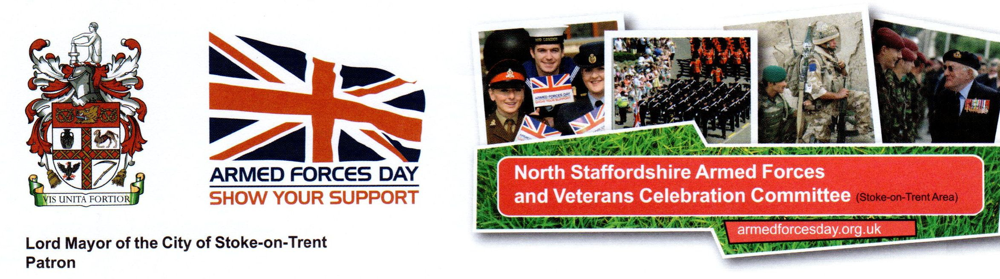 VIS UNITA FORTIOR
ARMED FORCES DAY
SHOW YOUR SUPPORT
Lord Mayor of the City of Stoke-on-Trent
Patron
ARMED FORCES DAY
SHOW YOUR SUPPORT
North Staffordshire Armed Forces
and Veterans Celebration Committee (Stoke-on-Trent Area)
armedforcesday.org.uk